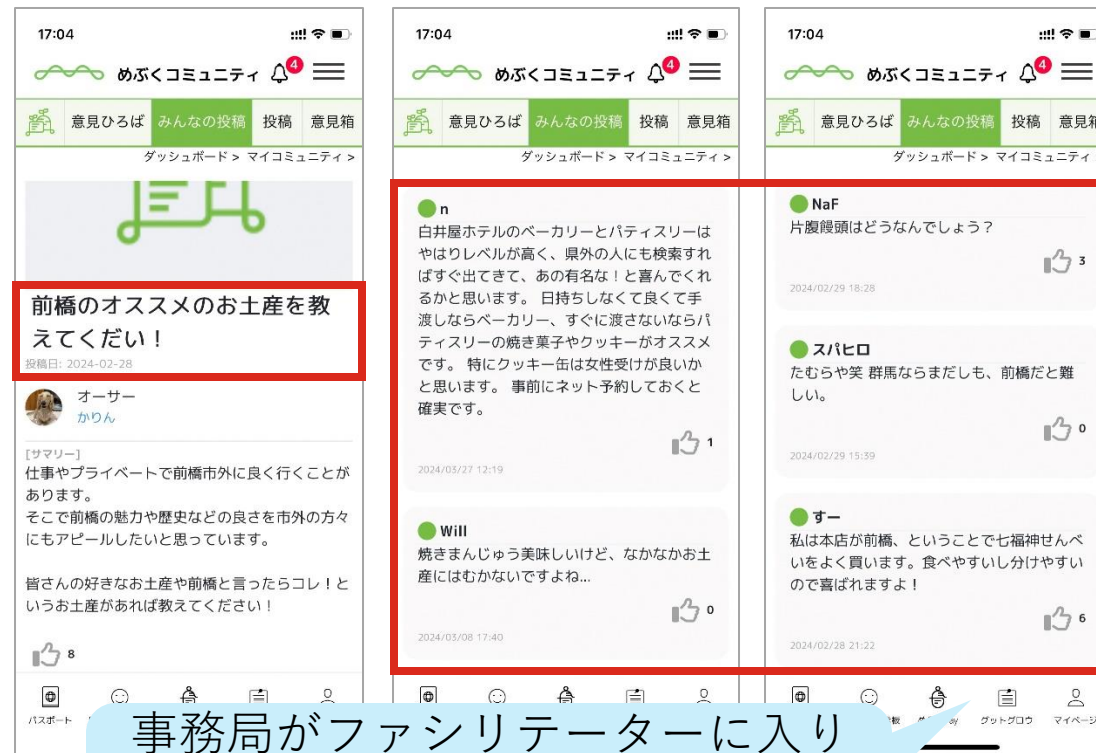 17:04
めぶくコミュニティ
4
意見ひろば みんなの投稿 投稿 意見箱
ダッシュボード > マイコミュニティ >
前橋のオススメのお土産を教
えてくだい！
投稿日: 2024-02-28
オーサー
かりん
[サマリー]
仕事やプライベートで前橋市外に良く行くことが
あります。
そこで前橋の魅力や歴史などの良さを市外の方々
にもアピールしたいと思っています。
皆さんの好きなお土産や前橋と言ったらコレ！と
いうお土産があれば教えてください！
8
パスポート
17:04
めぶくコミュニティ
4
意見ひろば みんなの投稿 投稿 意見箱
ダッシュボード > マイコミュニティ >
n
白井屋ホテルのベーカリーとパティスリーは
やはりレベルが高く、県外の人にも検索すれ
ばすぐ出てきて、あの有名な！と喜んでくれ
るかと思います。 日持ちしなくて良くて手
渡しならベーカリー、すぐに渡さないならパ
ティスリーの焼き菓子やクッキーがオススメ
です。 特にクッキー缶は女性受けが良いか
と思います。 事前にネット予約しておくと
確実です。
1
2024/03/27 12:19
Will
焼きまんじゅう美味しいけど、なかなかお土
産にはむかないですよね...
0
2024/03/08 17:40
17:04
めぶくコミュニティ
4
意見ひろば みんなの投稿 投稿 意見箱
ダッシュボード > マイコミュニティ
NaF
片腹饅頭はどうなんでしょう？
3
2024/02/29 18:28
スパヒロ
たむらや笑 群馬ならまだしも、前橋だと難
しい。
0
2024/02/29 15:39
すー
私は本店が前橋、ということで七福神せんべ
いをよく買います。食べやすいし分けやすい
ので喜ばれますよ！
6
2024/02/28 21:22
グットグロウ マイページ
事務局がファシリテーターに入り